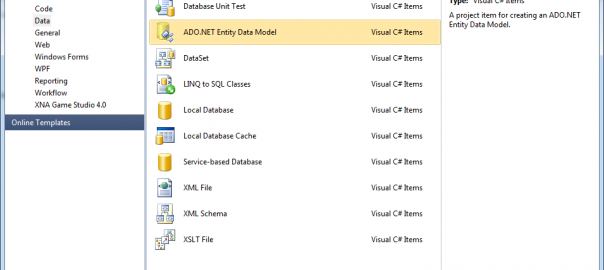 Code
Data
General
Web
Windows Forms
WPF
Reporting
Workflow
XNA Game Studio 4.0
Online Templates
Database Unit Test Visual C# Items
ADO.NET Entity Data Model Visual C# Items
DataSet Visual C# Items
LINQ to SQL Classes Visual C# Items
Local Database Visual C# Items
Local Database Cache Visual C# Items
Service-based Database Visual C# Items
XML File Visual C# Items
XML Schema Visual C# Items
XSLT File Visual C# Items
Type: Visual C# Items
A project item for creating an ADO.NET
Entity Data Model.